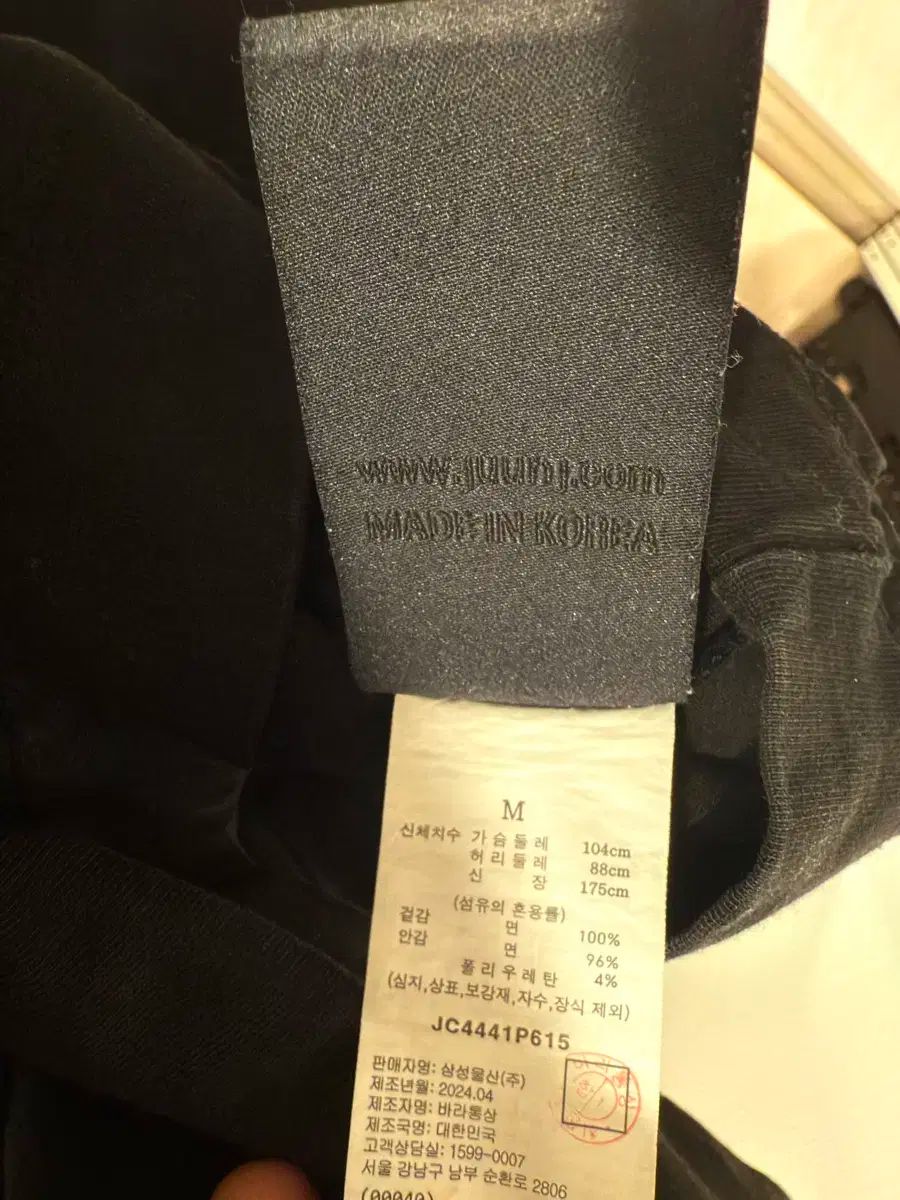 www.juunj.com
MADE IN KOREA
M
신체치수 가슴둘레 104cm
허리둘레 88cm
신장 175cm
(섬유의 혼용률)
겉감 면 100%
안감 면 96%
폴리우레탄 4%
(심지,상표,보강재,자수,장식 제외)
JC4441P615
판매자명: 삼성물산(주)
제조년월: 2024.04
제조자명: 바라통상
제조국명: 대한민국
고객상담실: 1599-0007
서울 강남구 남부 순환로 2806
(00040)